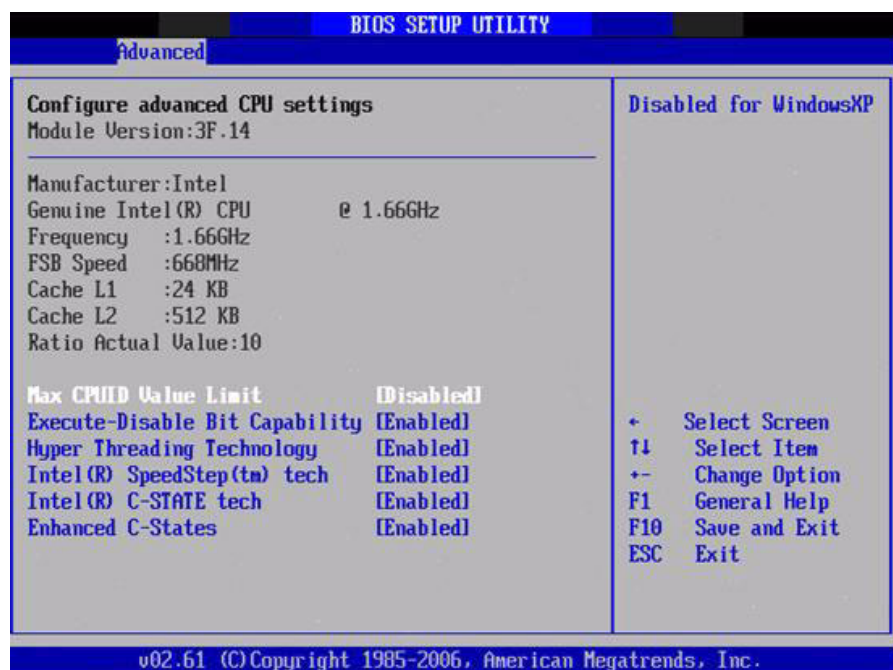 BIOS SETUP UTILITY
Advanced
Configure advanced CPU settings
Module Version:3F.14
Manufacturer:Intel
Genuine Intel(R) CPU @ 1.66GHz
Frequency :1.66GHz
FSB Speed :668MHz
Cache L1 :24 KB
Cache L2 :512 KB
Ratio Actual Value:10
Max CPUID Value Limit [Disabled]
Execute-Disable Bit Capability [Enabled]
Hyper Threading Technology [Enabled]
Intel(R) SpeedStep(tm) tech [Enabled]
Intel(R) C-STATE tech [Enabled]
Enhanced C-States [Enabled]
Disabled for WindowsXP
← Select Screen
↑↓ Select Item
+- Change Option
F1 General Help
F10 Save and Exit
ESC Exit
v02.61 (C)Copyright 1985-2006, American Megatrends, Inc.